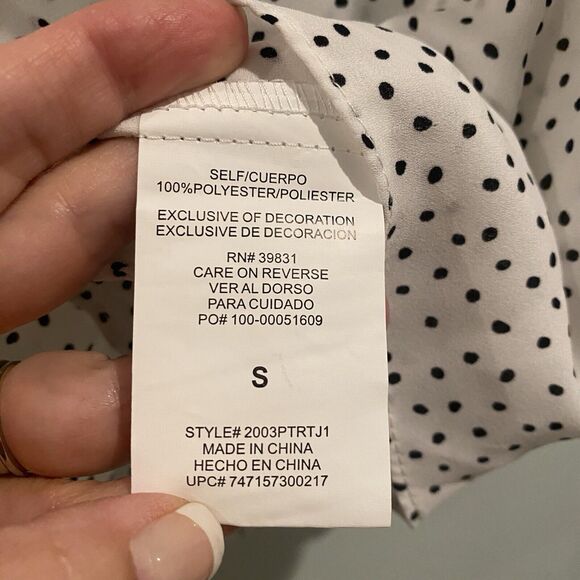 SELF/CUERPO
100%POLYESTER/POLIESTER
EXCLUSIVE OF DECORATION
EXCLUSIVE DE DECORACION
RN# 39831
CARE ON REVERSE
VER AL DORSO
PARA CUIDADO
PO# 100-00051609
S
STYLE# 2003PTRTJ1
MADE IN CHINA
HECHO EN CHINA
UPC# 747157300217